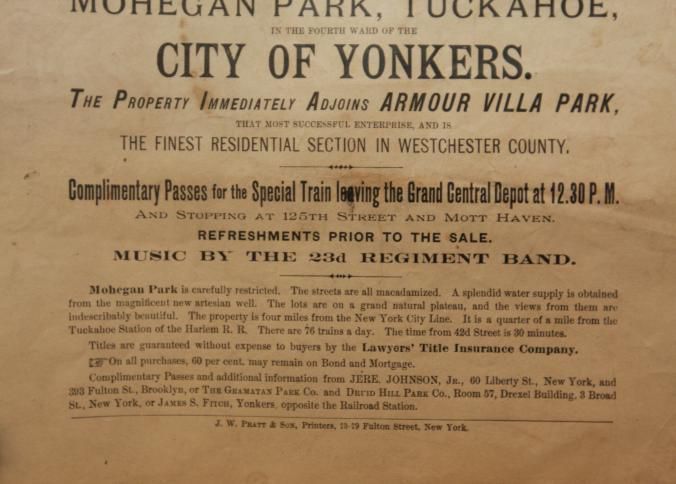 MOHEGAN PARK, TUCKAHOE,
IN THE FOURTH WARD OF THE
CITY OF YONKERS.
THE PROPERTY IMMEDIATELY ADJOINS ARMOUR VILLA PARK,
THAT MOST SUCCESSFUL ENTERPRISE, AND IS
THE FINEST RESIDENTIAL SECTION IN WESTCHESTER COUNTY.
Complimentary Passes for the Special Train leaving the Grand Central Depot at 12.30 P. M.
AND STOPPING AT 125TH STREET AND MOTT HAVEN.
REFRESHMENTS PRIOR TO THE SALE.
MUSIC BY THE 23d REGIMENT BAND.
Mohegan Park is carefully restricted. The streets are all macadamized. A splendid water supply is obtained
from the magnificent new artesian well. The lots are on a grand natural plateau, and the views from them are
indescribably beautiful. The property is four miles from the New York City Line. It is a quarter of a mile from the
Tuckahoe Station of the Harlem R. R. There are 76 trains a day. The time from 42d Street is 30 minutes.
Titles are guaranteed without expense to buyers by the Lawyers' Title Insurance Company.
☞On all purchases, 60 per cent. may remain on Bond and Mortgage.
Complimentary Passes and additional information from JERE. JOHNSON, JR., 60 Liberty St., New York, and
393 Fulton St., Brooklyn, or THE GRAMATAN PARK CO. and DRUID HILL PARK CO., Room 57, Drexel Building, 3 Broad
St., New York, or JAMES S. FITCH, Yonkers, opposite the Railroad Station.
J. W. PRATT & SON, Printers, Fulton Street, New York.